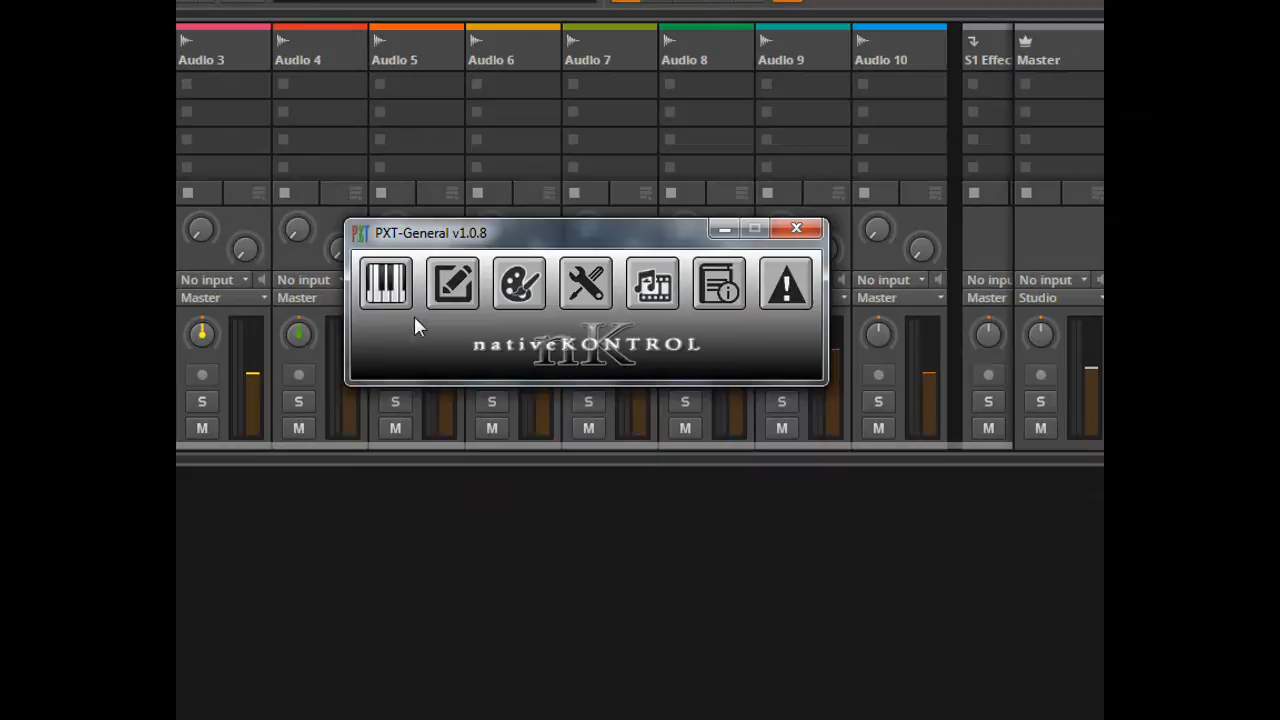 Audio 3 Audio 4 Audio 5 Audio 6 Audio 7 Audio 8 Audio 9 Audio 10 S1 Effec Master
PXT-General v1.0.8
No input No input No input No inpu No input
Master Master Master Master Studio
nK
nativeKONTROL
S S S S S S S S S S
M M M M M M M M M M